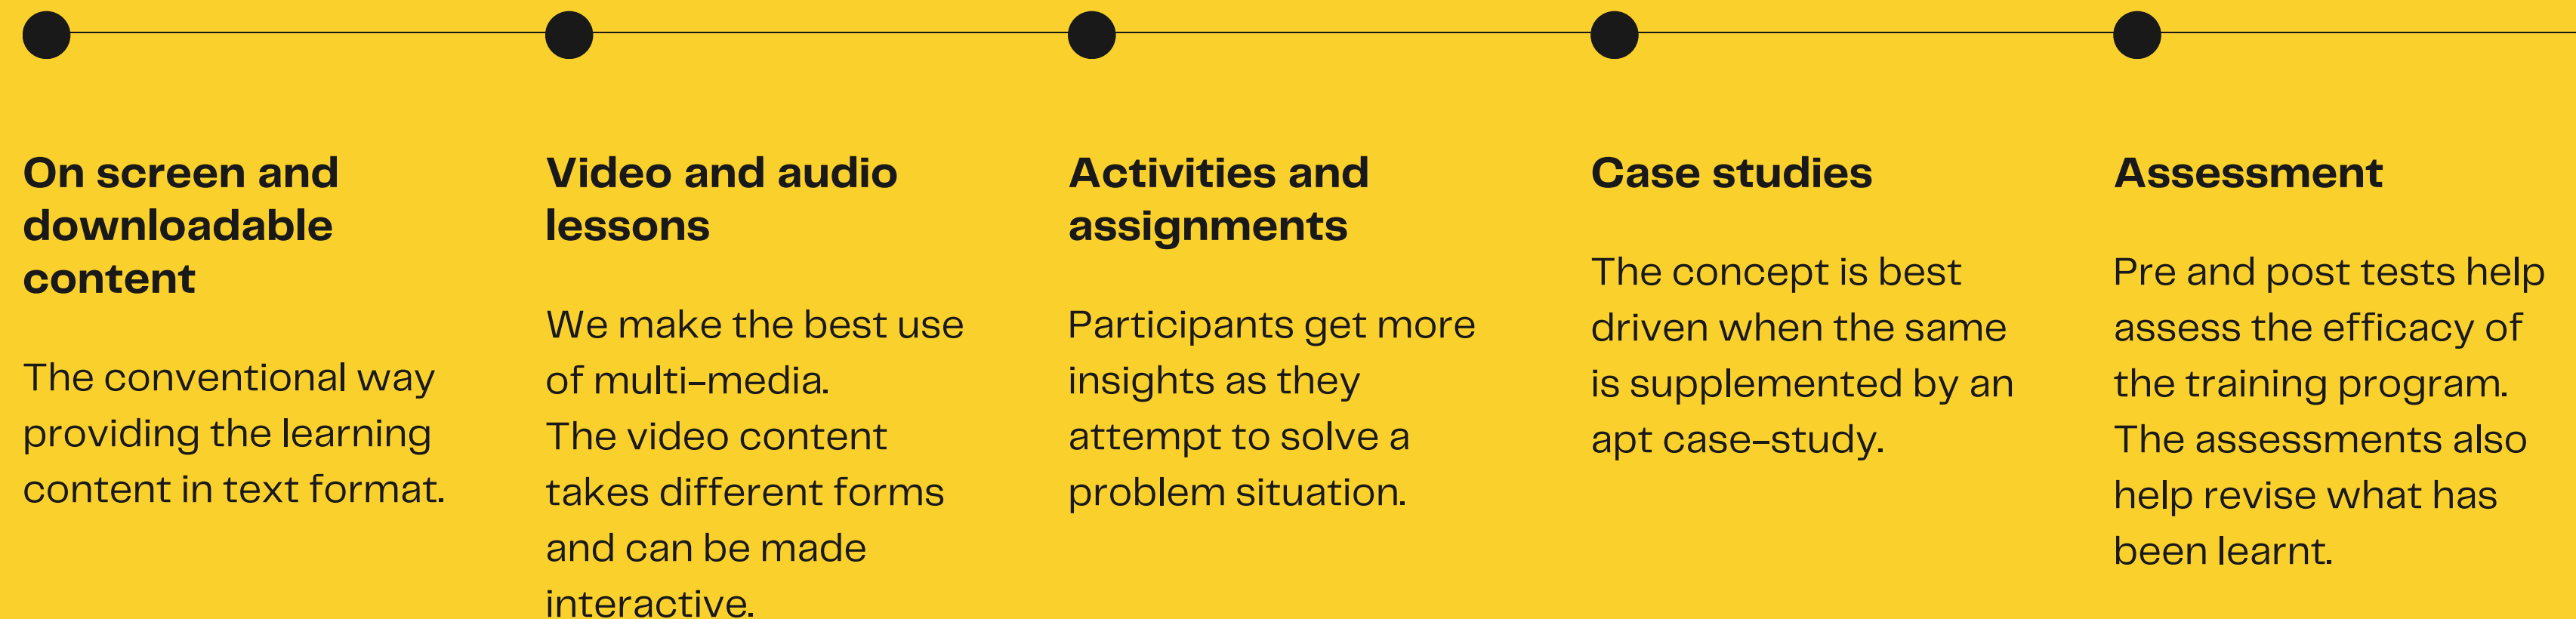 On screen and
downloadable
content
The conventional way
providing the learning
content in text format.
Video and audio
lessons
We make the best use
of multi-media.
The video content
takes different forms
and can be made
interactive.
Activities and
assignments
Participants get more
insights as they
attempt to solve a
problem situation.
Case studies
The concept is best
driven when the same
is supplemented by an
apt case-study.
Assessment
Pre and post tests help
assess the efficacy of
the training program.
The assessments also
help revise what has
been learnt.